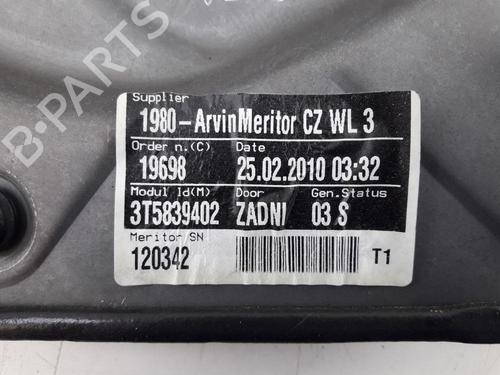 Supplier
1980-ArvinMeritor CZ WL 3
Order n.(C) Date
19698 25.02.2010 03:32
Modul Id(M) Door Gen.Status
3T5839402 ZADNI 03 S
Meritor SN
120342 T1
B-PARTS